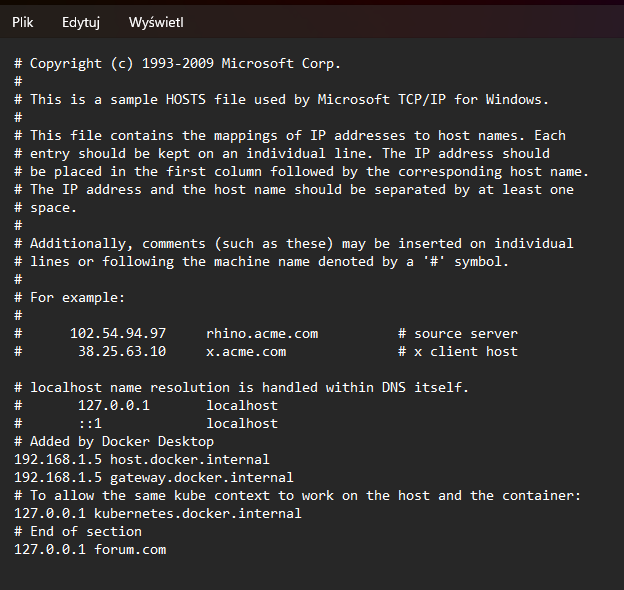 Plik Edytuj Wyświetl
# Copyright (c) 1993-2009 Microsoft Corp.
#
# This is a sample HOSTS file used by Microsoft TCP/IP for Windows.
#
# This file contains the mappings of IP addresses to host names. Each
# entry should be kept on an individual line. The IP address should
# be placed in the first column followed by the corresponding host name.
# The IP address and the host name should be separated by at least one
# space.
#
# Additionally, comments (such as these) may be inserted on individual
# lines or following the machine name denoted by a '#' symbol.
#
# For example:
#
#      102.54.94.97     rhino.acme.com          # source server
#       38.25.63.10     x.acme.com              # x client host

# localhost name resolution is handled within DNS itself.
#       127.0.0.1       localhost
#       ::1             localhost
# Added by Docker Desktop
192.168.1.5 host.docker.internal
192.168.1.5 gateway.docker.internal
# To allow the same kube context to work on the host and the container:
127.0.0.1 kubernetes.docker.internal
# End of section
127.0.0.1 forum.com